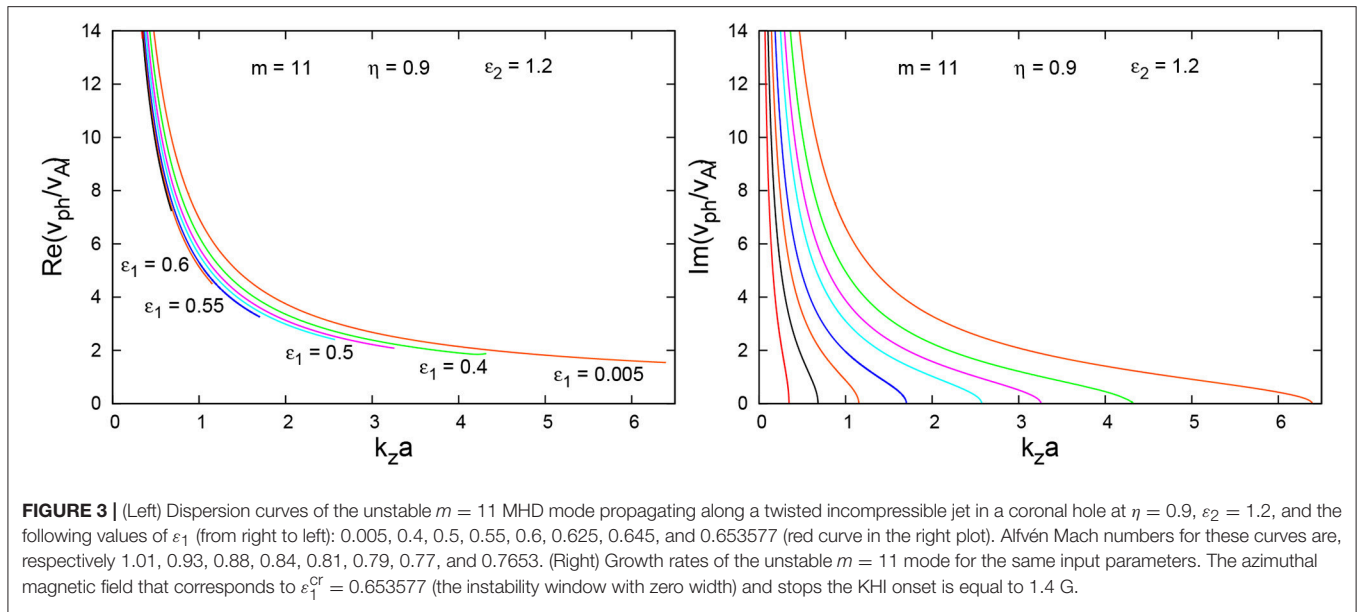 m = 11 η = 0.9 ε₂ = 1.2
Re(v_ph/v_Ai)
14
12
10
8
6
4
2
0
ε₁ = 0.6
ε₁ = 0.55
ε₁ = 0.5
ε₁ = 0.4
ε₁ = 0.005
0 1 2 3 4 5 6
k_z a
m = 11 η = 0.9 ε₂ = 1.2
Im(v_ph/v_Ai)
14
12
10
8
6
4
2
0
0 1 2 3 4 5 6
k_z a
FIGURE 3 | (Left) Dispersion curves of the unstable m = 11 MHD mode propagating along a twisted incompressible jet in a coronal hole at η = 0.9, ε₂ = 1.2, and the
following values of ε₁ (from right to left): 0.005, 0.4, 0.5, 0.55, 0.6, 0.625, 0.645, and 0.653577 (red curve in the right plot). Alfvén Mach numbers for these curves are,
respectively 1.01, 0.93, 0.88, 0.84, 0.81, 0.79, 0.77, and 0.7653. (Right) Growth rates of the unstable m = 11 mode for the same input parameters. The azimuthal
magnetic field that corresponds to ε₁^cr = 0.653577 (the instability window with zero width) and stops the KHI onset is equal to 1.4 G.